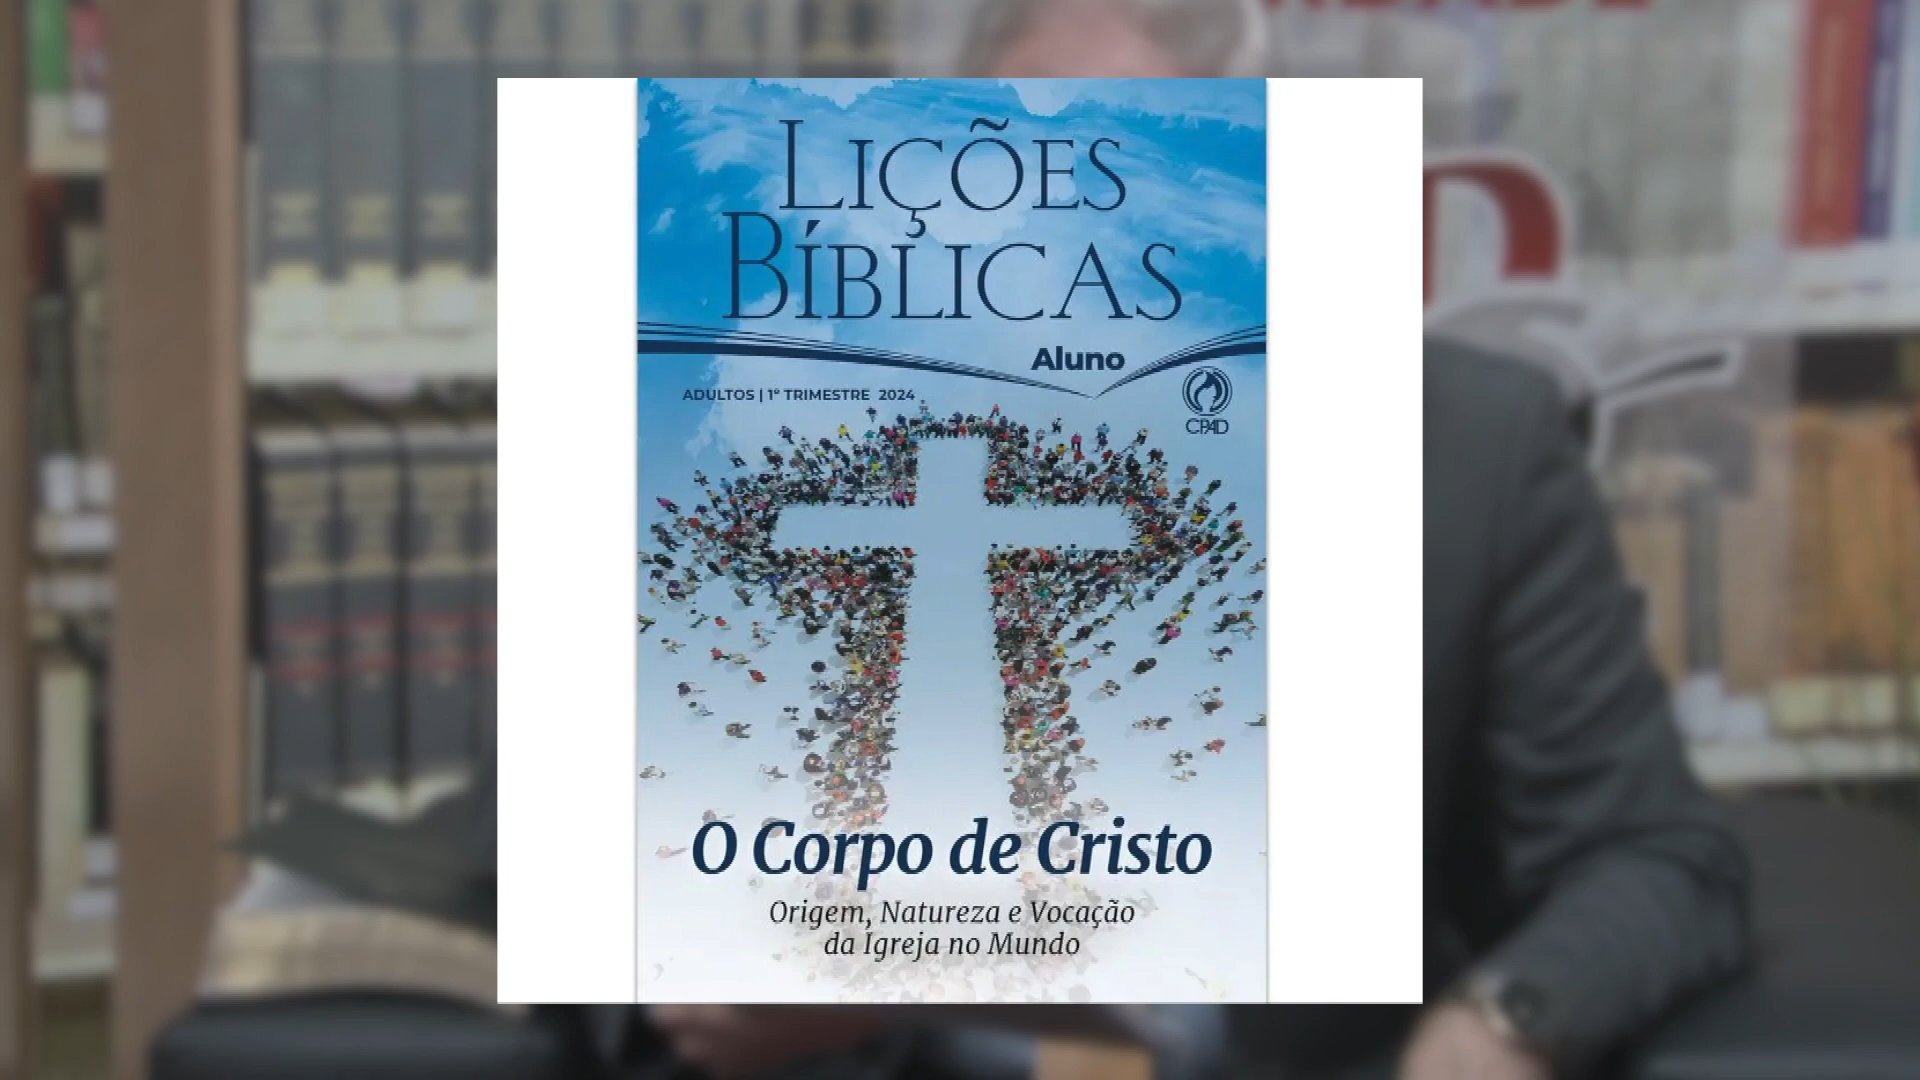 LIÇÕES
BÍBLICAS
Aluno
ADULTOS | 1º TRIMESTRE 2024
CPAD
O Corpo de Cristo
Origem, Natureza e Vocação
da Igreja no Mundo